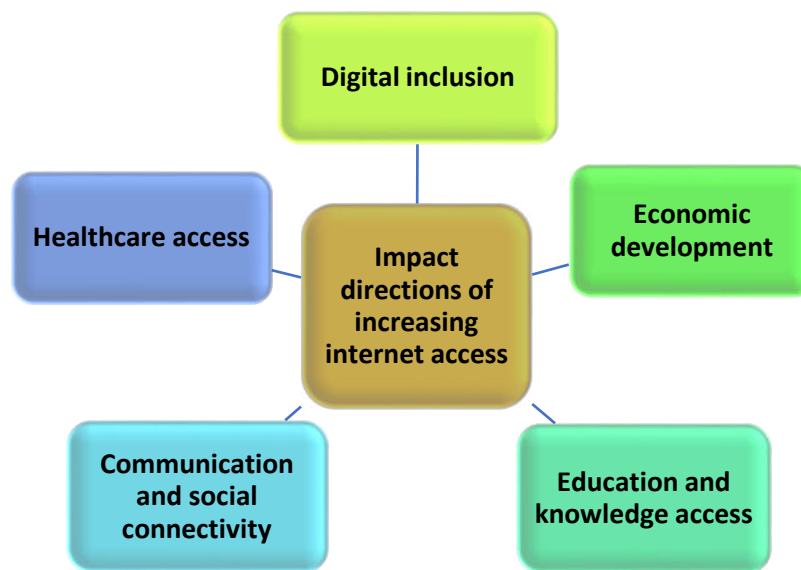 Digital inclusion
Healthcare access
Economic
development
Impact
directions of
increasing
internet access
Communication
and social
connectivity
Education and
knowledge access